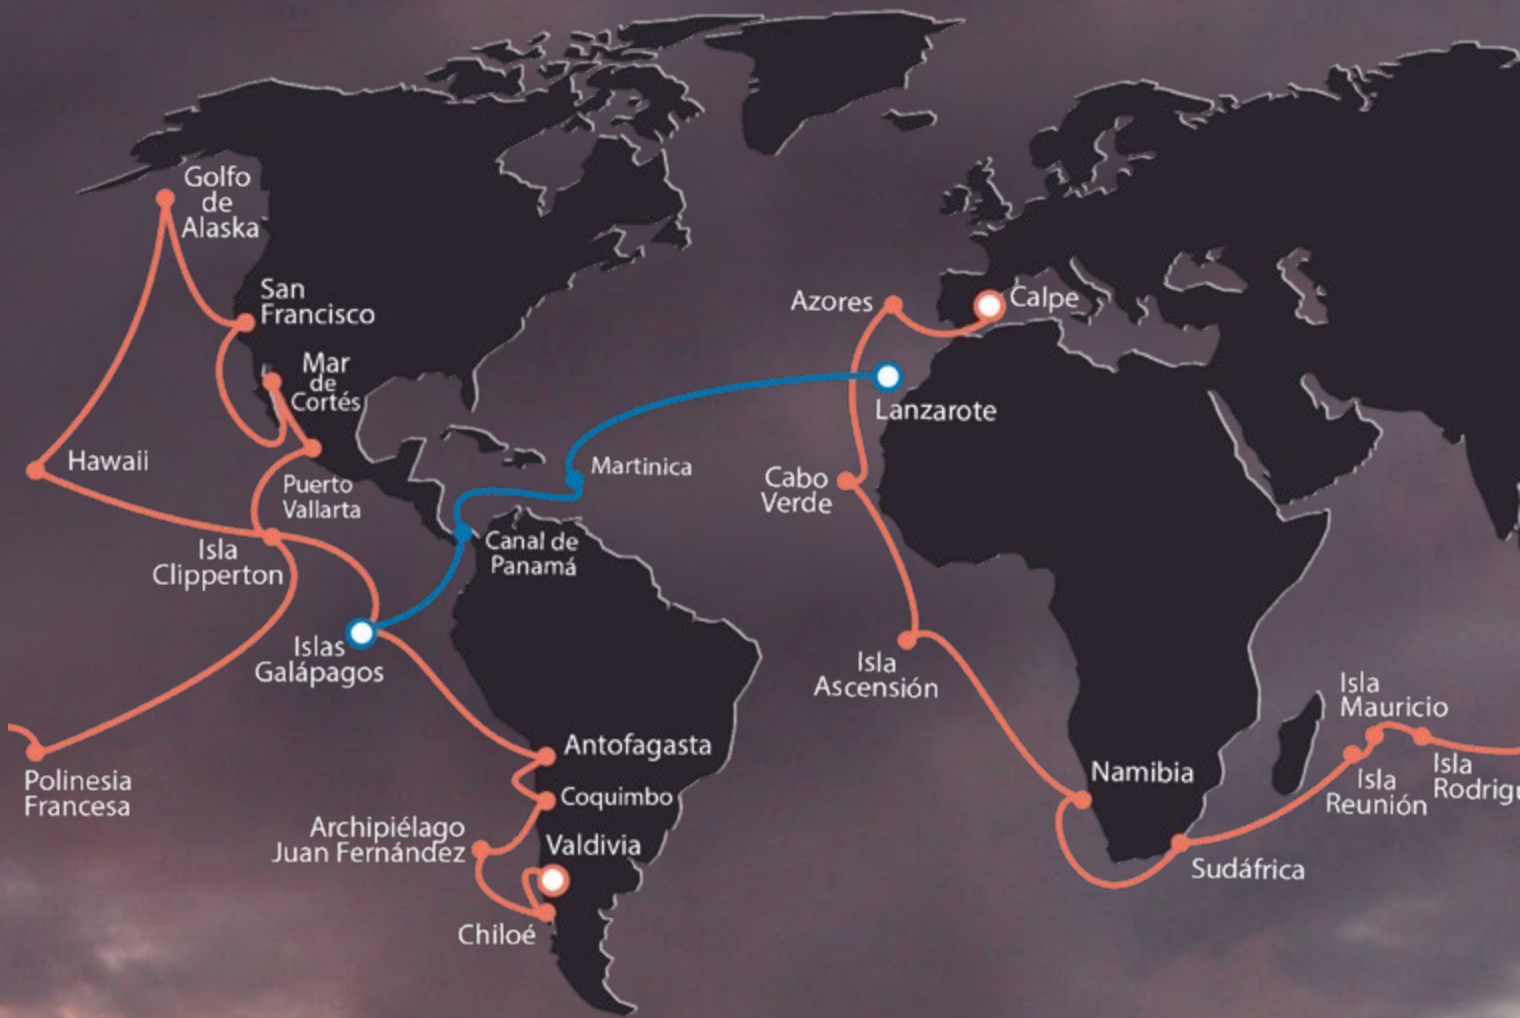 Golfo
de
Alaska
San
Francisco
Mar
de
Cortés
Hawaii
Puerto
Vallarta
Isla
Clipperton
Islas
Galápagos
Polinesia
Francesa
Canal de
Panamá
Martinica
Antofagasta
Coquimbo
Archipiélago
Juan Fernández
Valdivia
Chiloé
Azores
Calpe
Lanzarote
Cabo
Verde
Isla
Ascensión
Namibia
Sudáfrica
Isla
Mauricio
Isla
Reunión
Isla
Rodrigu